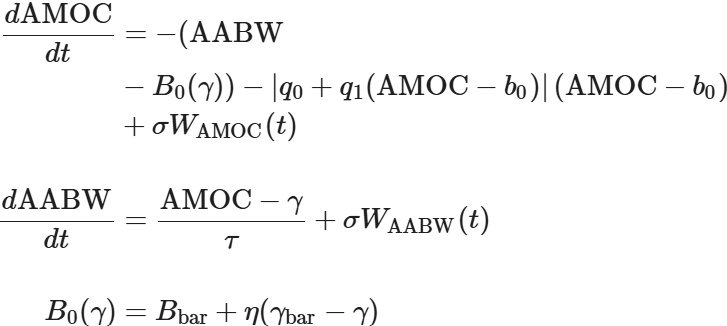 dAMOC/dt = −(AABW
− B₀(γ)) − |q₀ + q₁(AMOC − b₀)| (AMOC − b₀)
+ σW_AMOC(t)
dAABW/dt = (AMOC − γ)/τ + σW_AABW(t)
B₀(γ) = B_bar + η(γ_bar − γ)